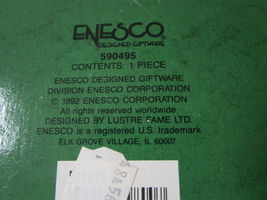 ENESCO
DESIGNED GIFTWARE
590495
CONTENTS: 1 PIECE
ENESCO DESIGNED GIFTWARE
DIVISION ENESCO CORPORATION
© 1992 ENESCO CORPORATION
All rights reserved worldwide
DESIGNED BY LUSTRE FAME LTD.
ENESCO is a registered U.S. trademark
ELK GROVE VILLAGE, IL 60007